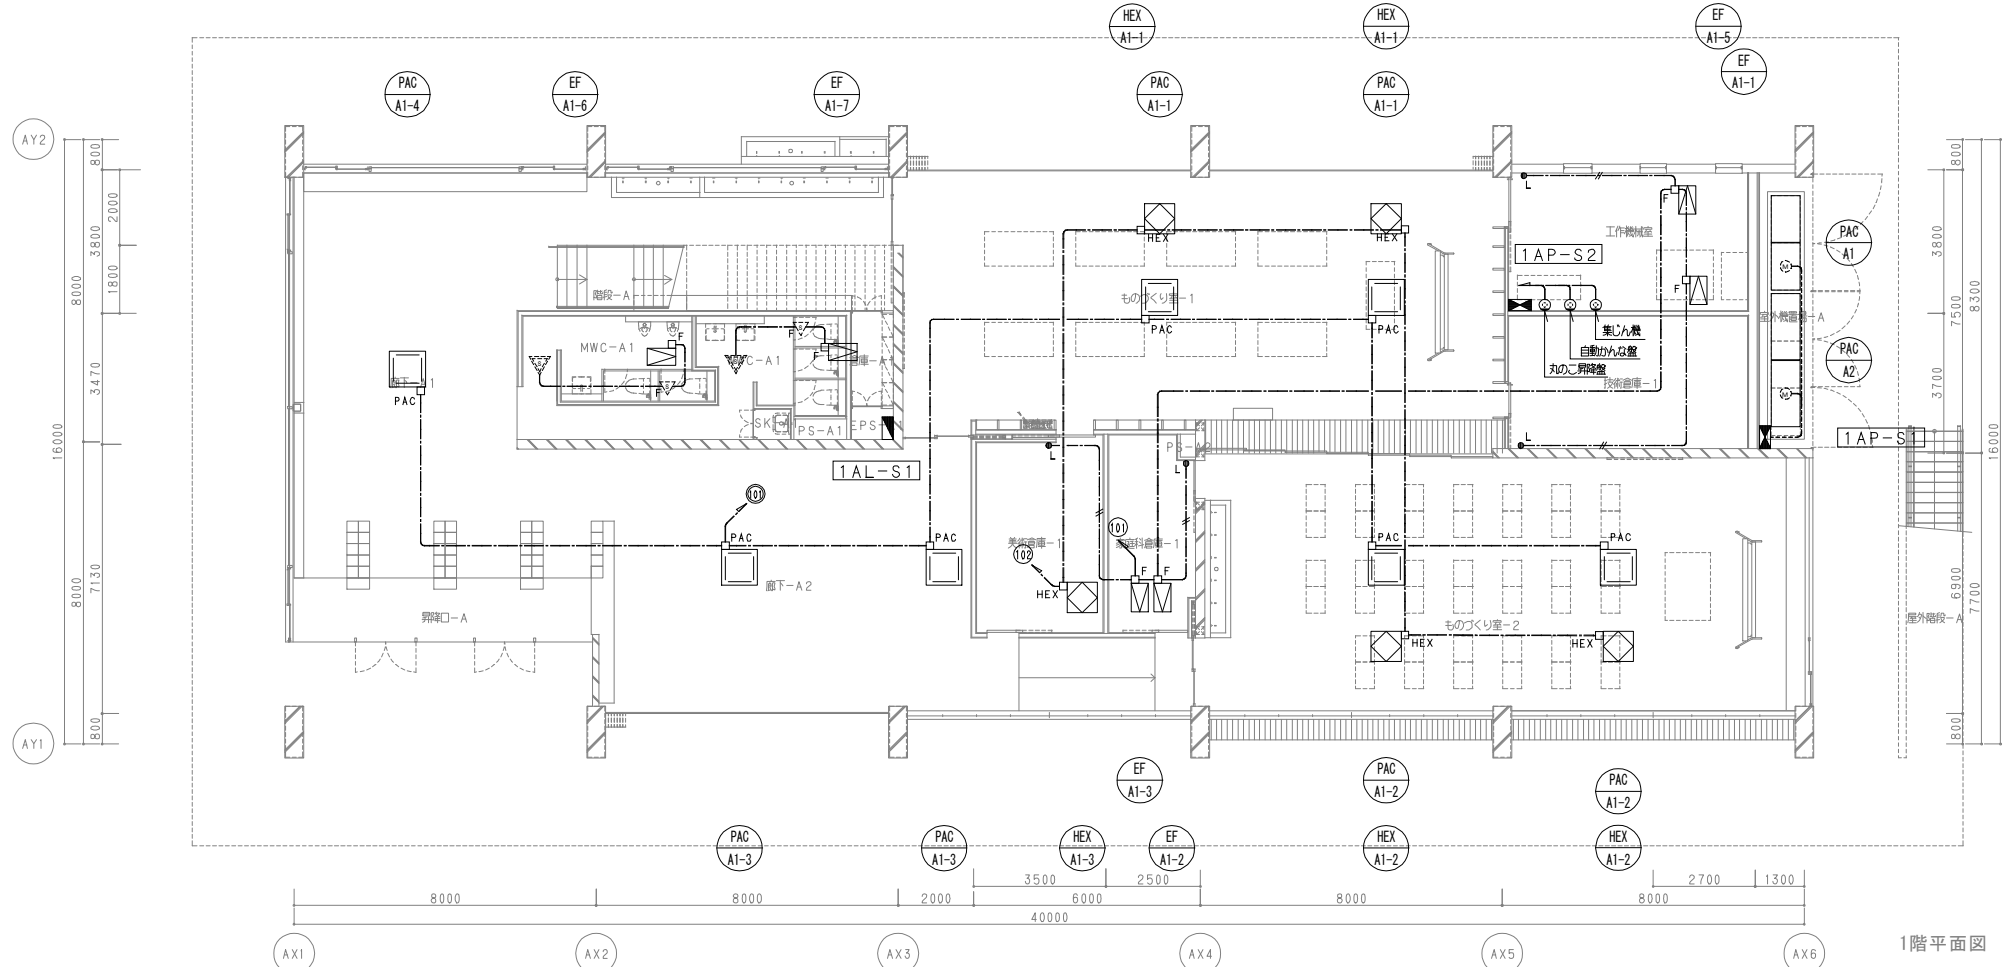 HEX
A1-1
HEX
A1-1
EF
A1-5
EF
A1-1
PAC
A1-4
EF
A1-6
EF
A1-7
PAC
A1-1
PAC
A1-1
AY2
800
2000
3800
1800
8000
16000
3470
8000
7130
800
AY1
800
3800
7500
8300
3700
16000
6900
7700
800
L
F
工作機械室
1AP-S2
F
PAC
A1
HEX
HEX
階段-A
ものづくり室-1
PAC
PAC
室外機置場-A
M
集じん機
自動かんな盤
丸のこ昇降盤
技術倉庫-1
PAC
A2
M
MWC-A1
F
S
F
F
PAC
SK-A1
PS-A1
EPS-A1
1AL-S1
L
PS-A2
L
L
1AP-S1
101
PAC
PAC
美術倉庫-1
102
101
家庭科倉庫-1
F
F
HEX
PAC
PAC
廊下-A2
昇降口-A
ものづくり室-2
HEX
HEX
屋外階段-A
EF
A1-3
PAC
A1-2
PAC
A1-2
PAC
A1-3
PAC
A1-3
HEX
A1-3
EF
A1-2
HEX
A1-2
HEX
A1-2
3500
2500
2700
1300
8000
8000
2000
6000
8000
8000
40000
AX1
AX2
AX3
AX4
AX5
AX6
1階平面図